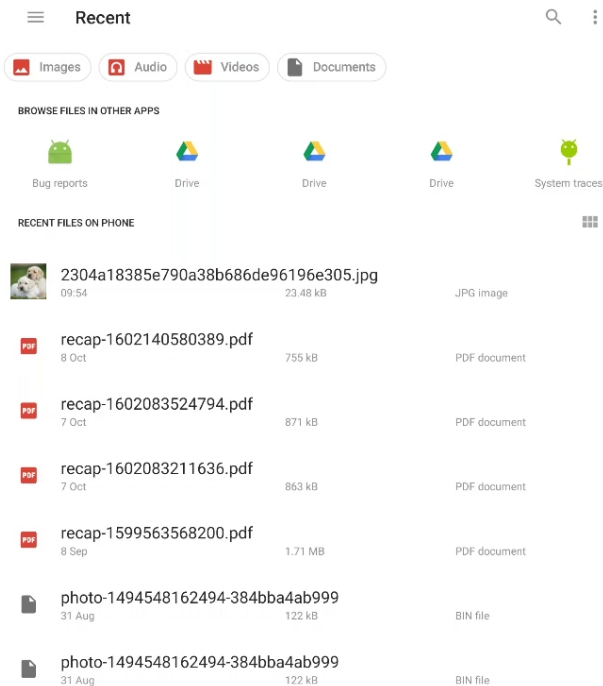 Recent
Images Audio Videos Documents
BROWSE FILES IN OTHER APPS
Bug reports Drive Drive Drive System traces
RECENT FILES ON PHONE
2304a18385e790a38b686de96196e305.jpg
09:54 23.48 kB JPG image
PDF
recap-1602140580389.pdf
8 Oct 755 kB PDF document
PDF
recap-1602083524794.pdf
7 Oct 871 kB PDF document
PDF
recap-1602083211636.pdf
7 Oct 863 kB PDF document
PDF
recap-1599563568200.pdf
8 Sep 1.71 MB PDF document
photo-1494548162494-384bba4ab999
31 Aug 122 kB BIN file
photo-1494548162494-384bba4ab999
31 Aug 122 kB BIN file